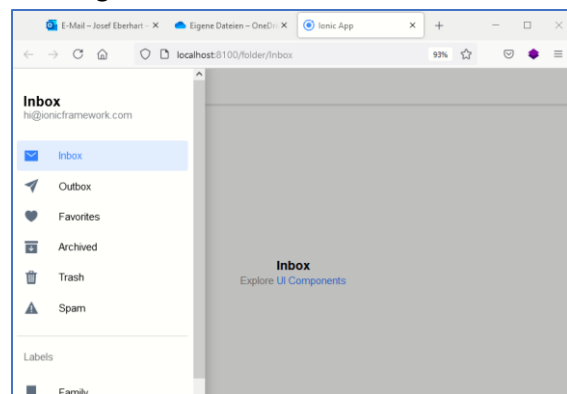 E-Mail – Josef Eberhart –
Eigene Dateien – OneDri
Ionic App
localhost:8100/folder/Inbox
93%
Inbox
hi@ionicframework.com
Inbox
Outbox
Favorites
Archived
Trash
Spam
Labels
Family
Inbox
Explore UI Components